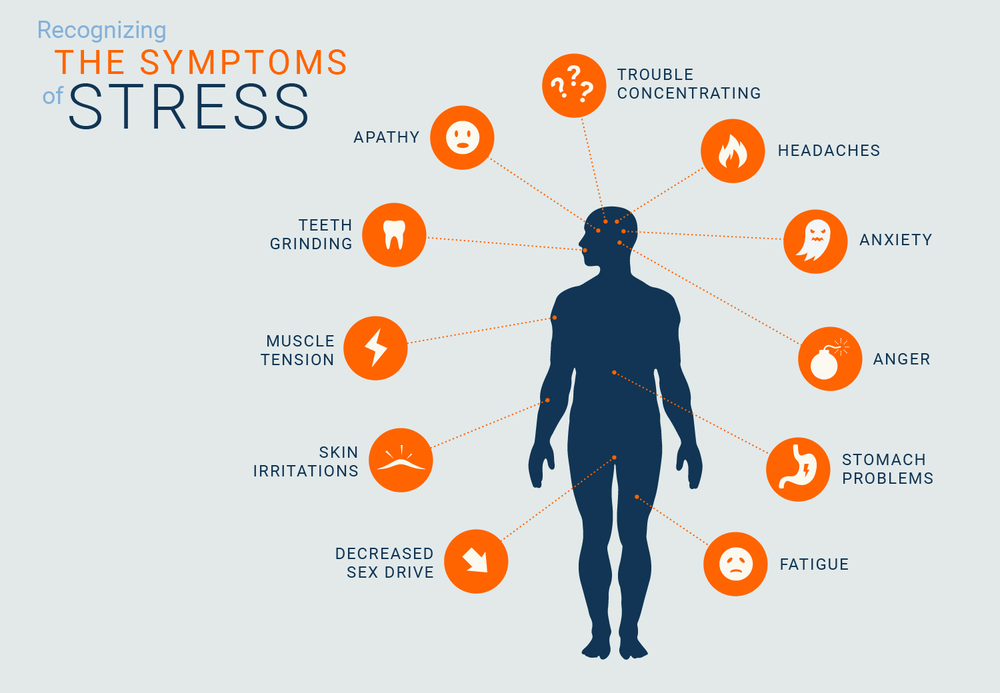 Recognizing
THE SYMPTOMS
of STRESS
TROUBLE
CONCENTRATING
APATHY
HEADACHES
TEETH
GRINDING
ANXIETY
MUSCLE
TENSION
ANGER
SKIN
IRRITATIONS
STOMACH
PROBLEMS
DECREASED
SEX DRIVE
FATIGUE
? ? ?